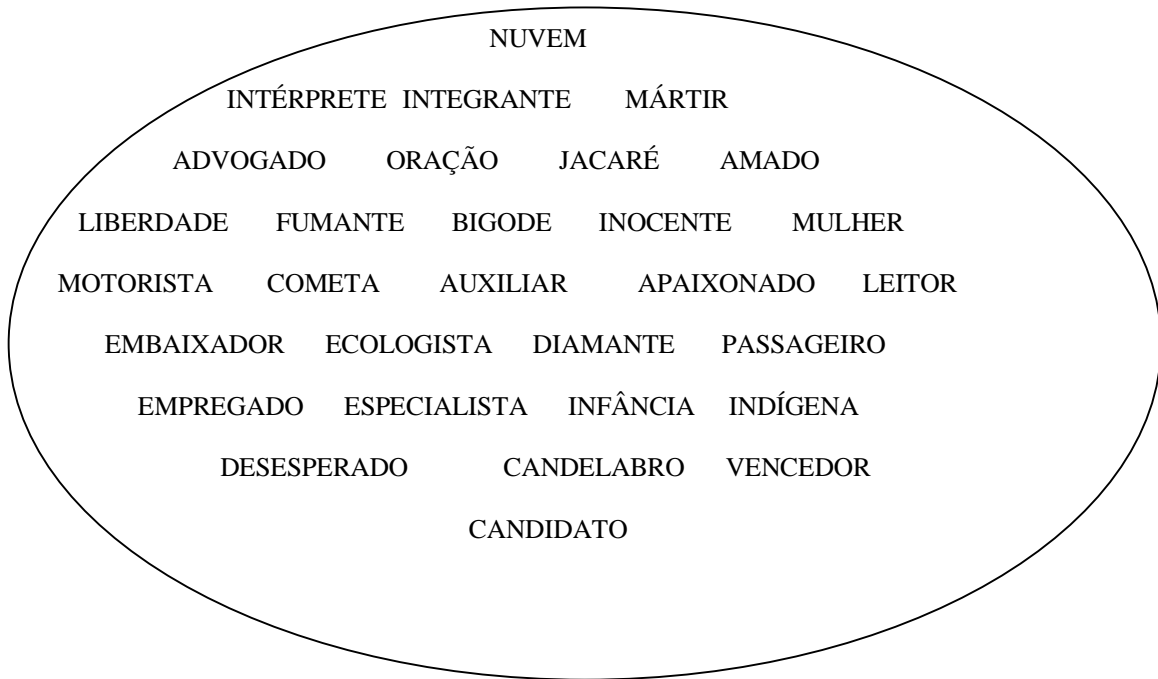 NUVEM
INTÉRPRETE INTEGRANTE MÁRTIR
ADVOGADO ORAÇÃO JACARÉ AMADO
LIBERDADE FUMANTE BIGODE INOCENTE MULHER
MOTORISTA COMETA AUXILIAR APAIXONADO LEITOR
EMBAIXADOR ECOLOGISTA DIAMANTE PASSAGEIRO
EMPREGADO ESPECIALISTA INFÂNCIA INDÍGENA
DESESPERADO CANDELABRO VENCEDOR
CANDIDATO